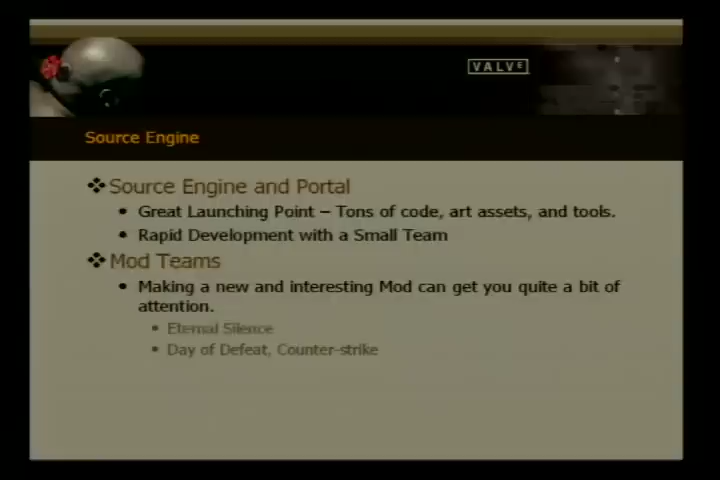 VALVE
Source Engine
Source Engine and Portal
Great Launching Point – Tons of code, art assets, and tools.
Rapid Development with a Small Team
Mod Teams
Making a new and interesting Mod can get you quite a bit of
attention.
Eternal Silence
Day of Defeat, Counter-strike